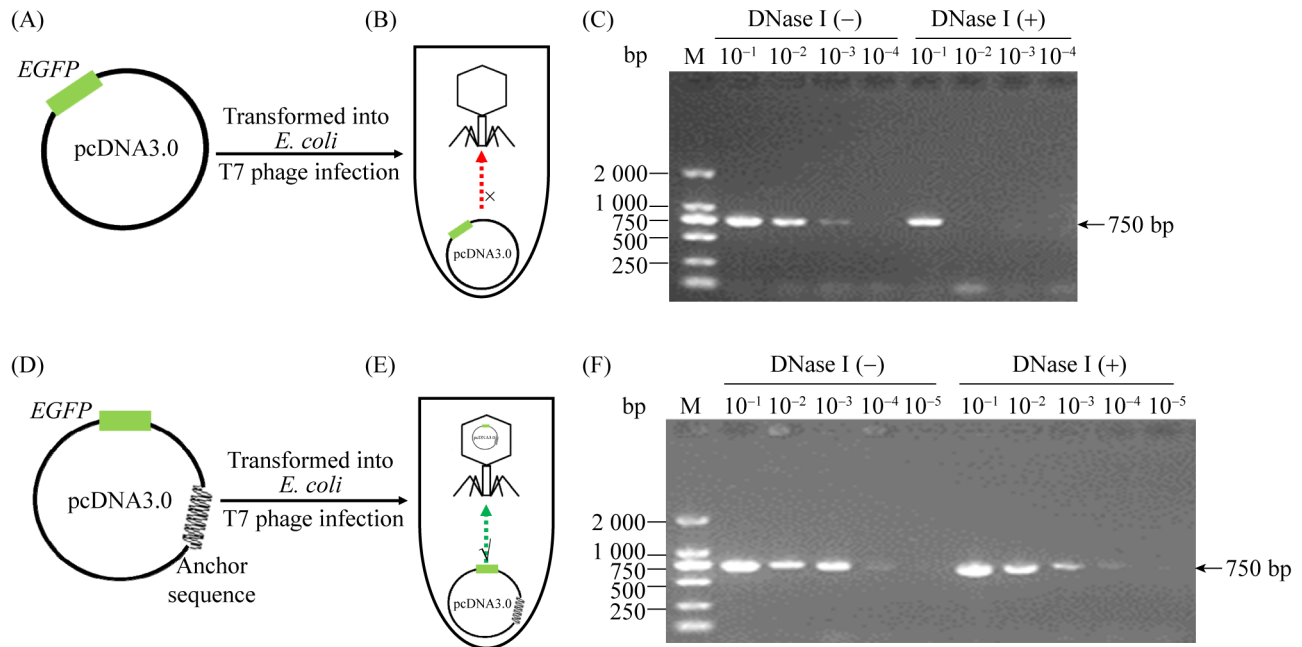 (A)
EGFP
pcDNA3.0
Transformed into
E. coli
T7 phage infection
(B)
×
pcDNA3.0
(C)
DNase I (−) DNase I (+)
bp M 10⁻¹ 10⁻² 10⁻³ 10⁻⁴ 10⁻¹ 10⁻² 10⁻³ 10⁻⁴
2 000
1 000
750
500
250
750 bp
(D)
EGFP
pcDNA3.0
Anchor
sequence
Transformed into
E. coli
T7 phage infection
(E)
pcDNA3.0
√
pcDNA3.0
(F)
DNase I (−) DNase I (+)
bp M 10⁻¹ 10⁻² 10⁻³ 10⁻⁴ 10⁻⁵ 10⁻¹ 10⁻² 10⁻³ 10⁻⁴ 10⁻⁵
2 000
1 000
750
500
250
750 bp